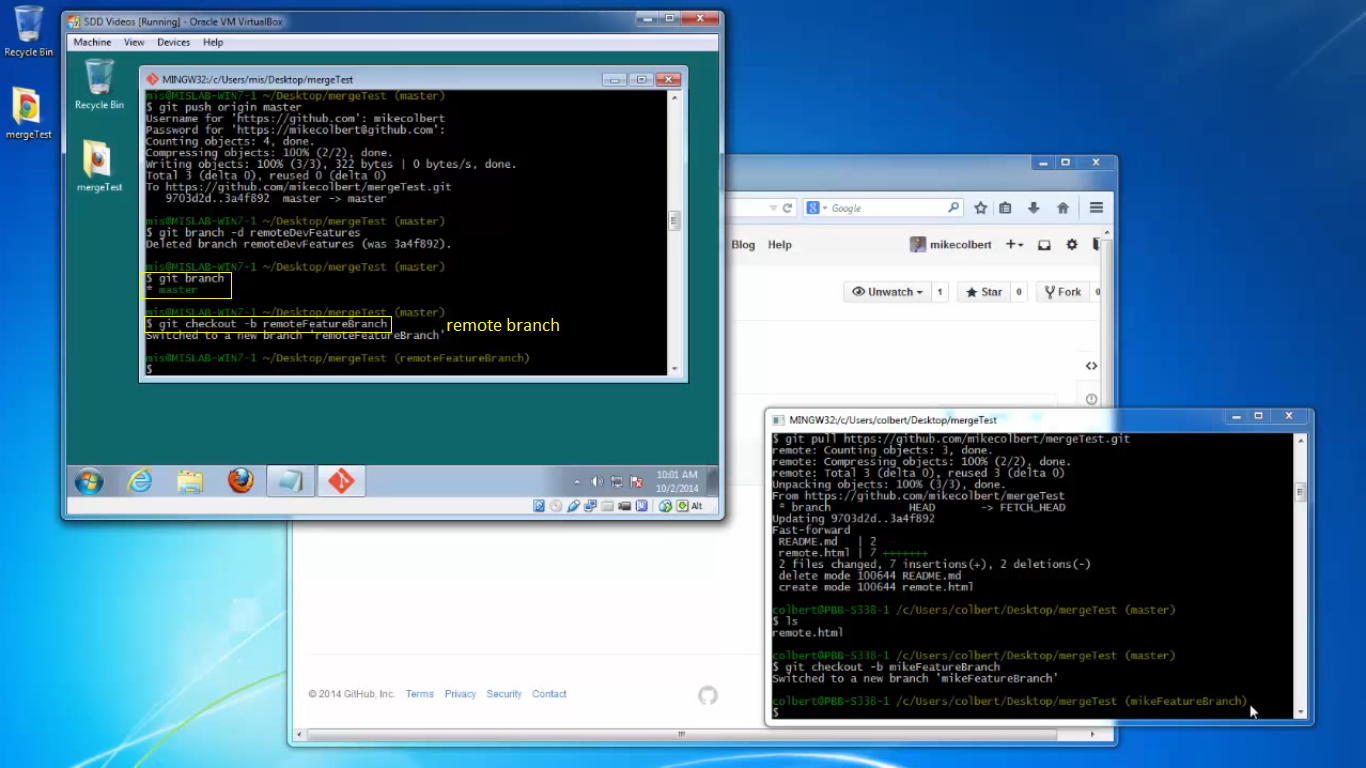 Recycle Bin
mergeTest
SDD Videos [Running] - Oracle VM VirtualBox
Machine View Devices Help
Recycle Bin
mergeTest
MINGW32:/c/Users/mis/Desktop/mergeTest
mis@MISLAB-WIN7-1 ~/Desktop/mergeTest (master)
$ git push origin master
Username for 'https://github.com': mikecolbert
Password for 'https://mikecolbert@github.com':
Counting objects: 4, done.
Compressing objects: 100% (2/2), done.
Writing objects: 100% (3/3), 322 bytes | 0 bytes/s, done.
Total 3 (delta 0), reused 0 (delta 0)
To https://github.com/mikecolbert/mergeTest.git
9703d2d..3a4f892 master -> master
mis@MISLAB-WIN7-1 ~/Desktop/mergeTest (master)
$ git branch -d remoteDevFeatures
Deleted branch remoteDevFeatures (was 3a4f892).
mis@MISLAB-WIN7-1 ~/Desktop/mergeTest (master)
$ git branch
* master
mis@MISLAB-WIN7-1 ~/Desktop/mergeTest (master)
$ git checkout -b remoteFeatureBranch
remote branch
Switched to a new branch 'remoteFeatureBranch'
mis@MISLAB-WIN7-1 ~/Desktop/mergeTest (remoteFeatureBranch)
$
10:01 AM
10/2/2014
Alt
Google
Blog Help
mikecolbert
Unwatch 1 Star 0 Fork 0
© 2014 GitHub, Inc. Terms Privacy Security Contact
MINGW32:/c/Users/colbert/Desktop/mergeTest
$ git pull https://github.com/mikecolbert/mergeTest.git
remote: Counting objects: 3, done.
remote: Compressing objects: 100% (2/2), done.
remote: Total 3 (delta 0), reused 3 (delta 0)
Unpacking objects: 100% (3/3), done.
From https://github.com/mikecolbert/mergeTest
* branch HEAD -> FETCH_HEAD
Updating 9703d2d..3a4f892
Fast-forward
README.md | 2
remote.html | 7 +++++++
2 files changed, 7 insertions(+), 2 deletions(-)
delete mode 100644 README.md
create mode 100644 remote.html
colbert@PBB-S338-1 /c/Users/colbert/Desktop/mergeTest (master)
$ ls
remote.html
colbert@PBB-S338-1 /c/Users/colbert/Desktop/mergeTest (master)
$ git checkout -b mikeFeatureBranch
Switched to a new branch 'mikeFeatureBranch'
colbert@PBB-S338-1 /c/Users/colbert/Desktop/mergeTest (mikeFeatureBranch)
$